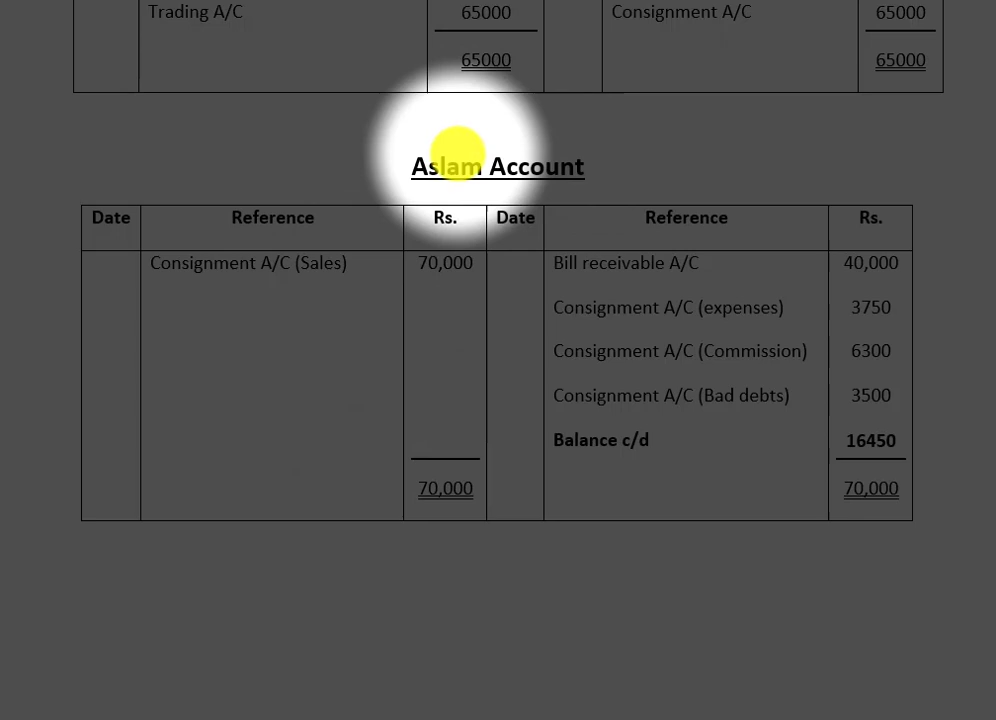 Trading A/C 65000 Consignment A/C 65000
65000 65000
Aslam Account
Date Reference Rs. Date Reference Rs.
Consignment A/C (Sales) 70,000 Bill receivable A/C 40,000
Consignment A/C (expenses) 3750
Consignment A/C (Commission) 6300
Consignment A/C (Bad debts) 3500
Balance c/d 16450
70,000 70,000